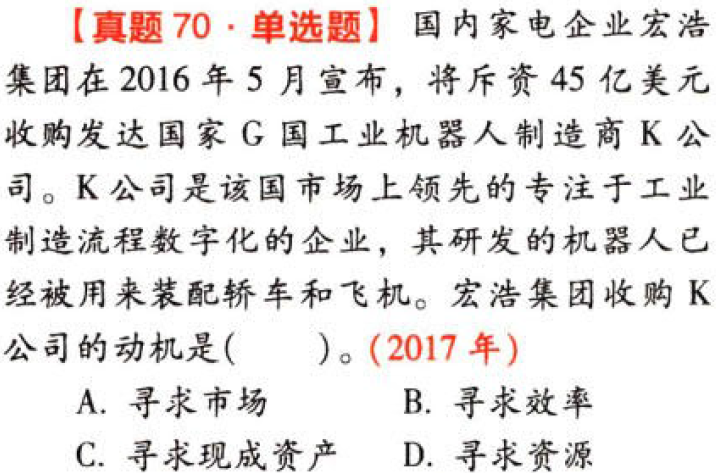 【真题 70 · 单选题】 国内家电企业宏浩
集团在 2016 年 5 月宣布，将斥资 45 亿美元
收购发达国家 G 国工业机器人制造商 K 公
司。K 公司是该国市场上领先的专注于工业
制造流程数字化的企业，其研发的机器人已
经被用来装配轿车和飞机。宏浩集团收购 K
公司的动机是(　　)。(2017 年)
A. 寻求市场　　B. 寻求效率
C. 寻求现成资产　　D. 寻求资源